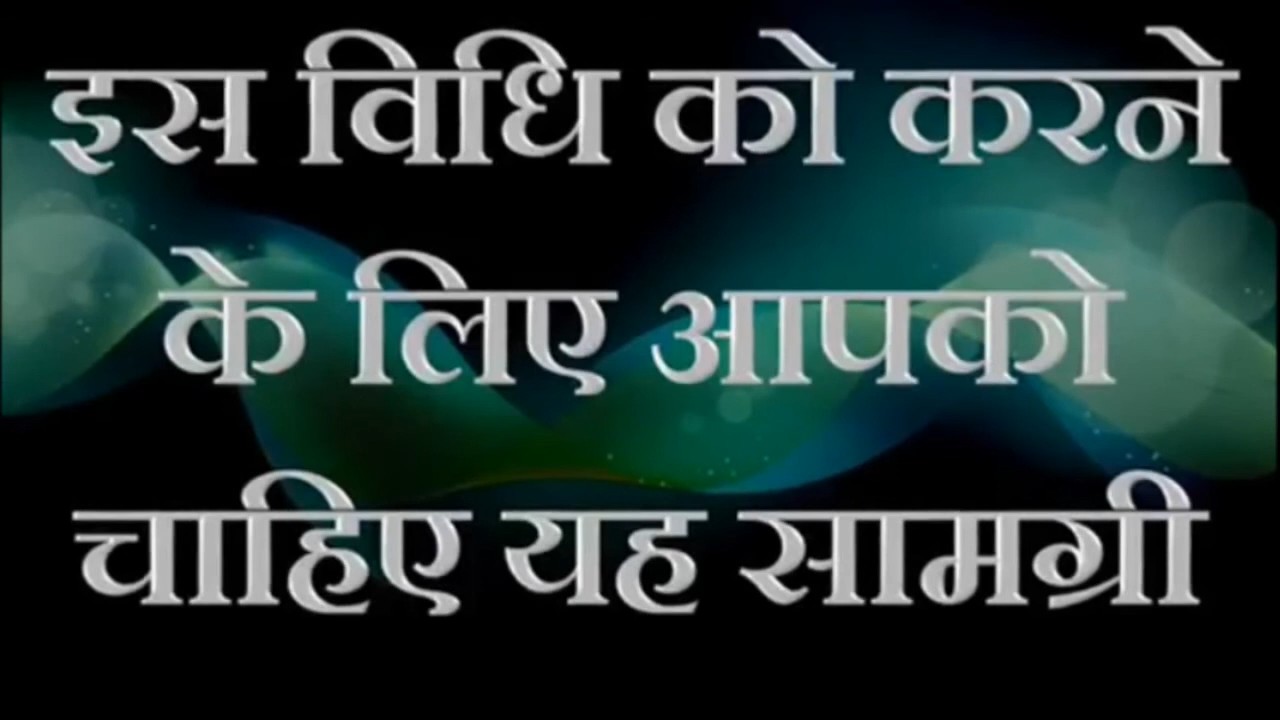 इस विधि को करने
के लिए आपको
चाहिए यह सामग्री